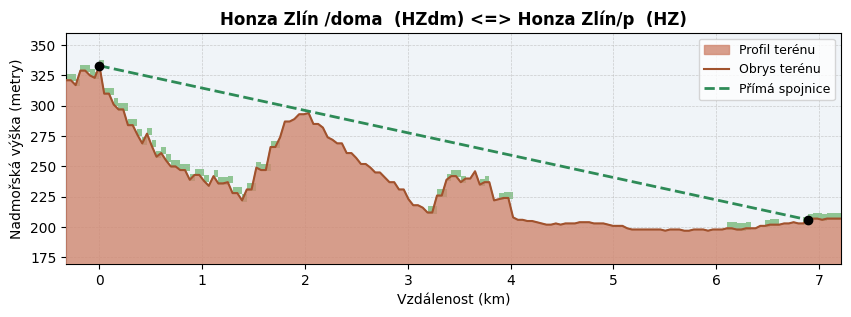 Honza Zlín /doma  (HZdm) <=> Honza Zlín/p  (HZ)
Nadmořská výška (metry)
350
325
300
275
250
225
200
175
Profil terénu
Obrys terénu
Přímá spojnice
0 1 2 3 4 5 6 7
Vzdálenost (km)